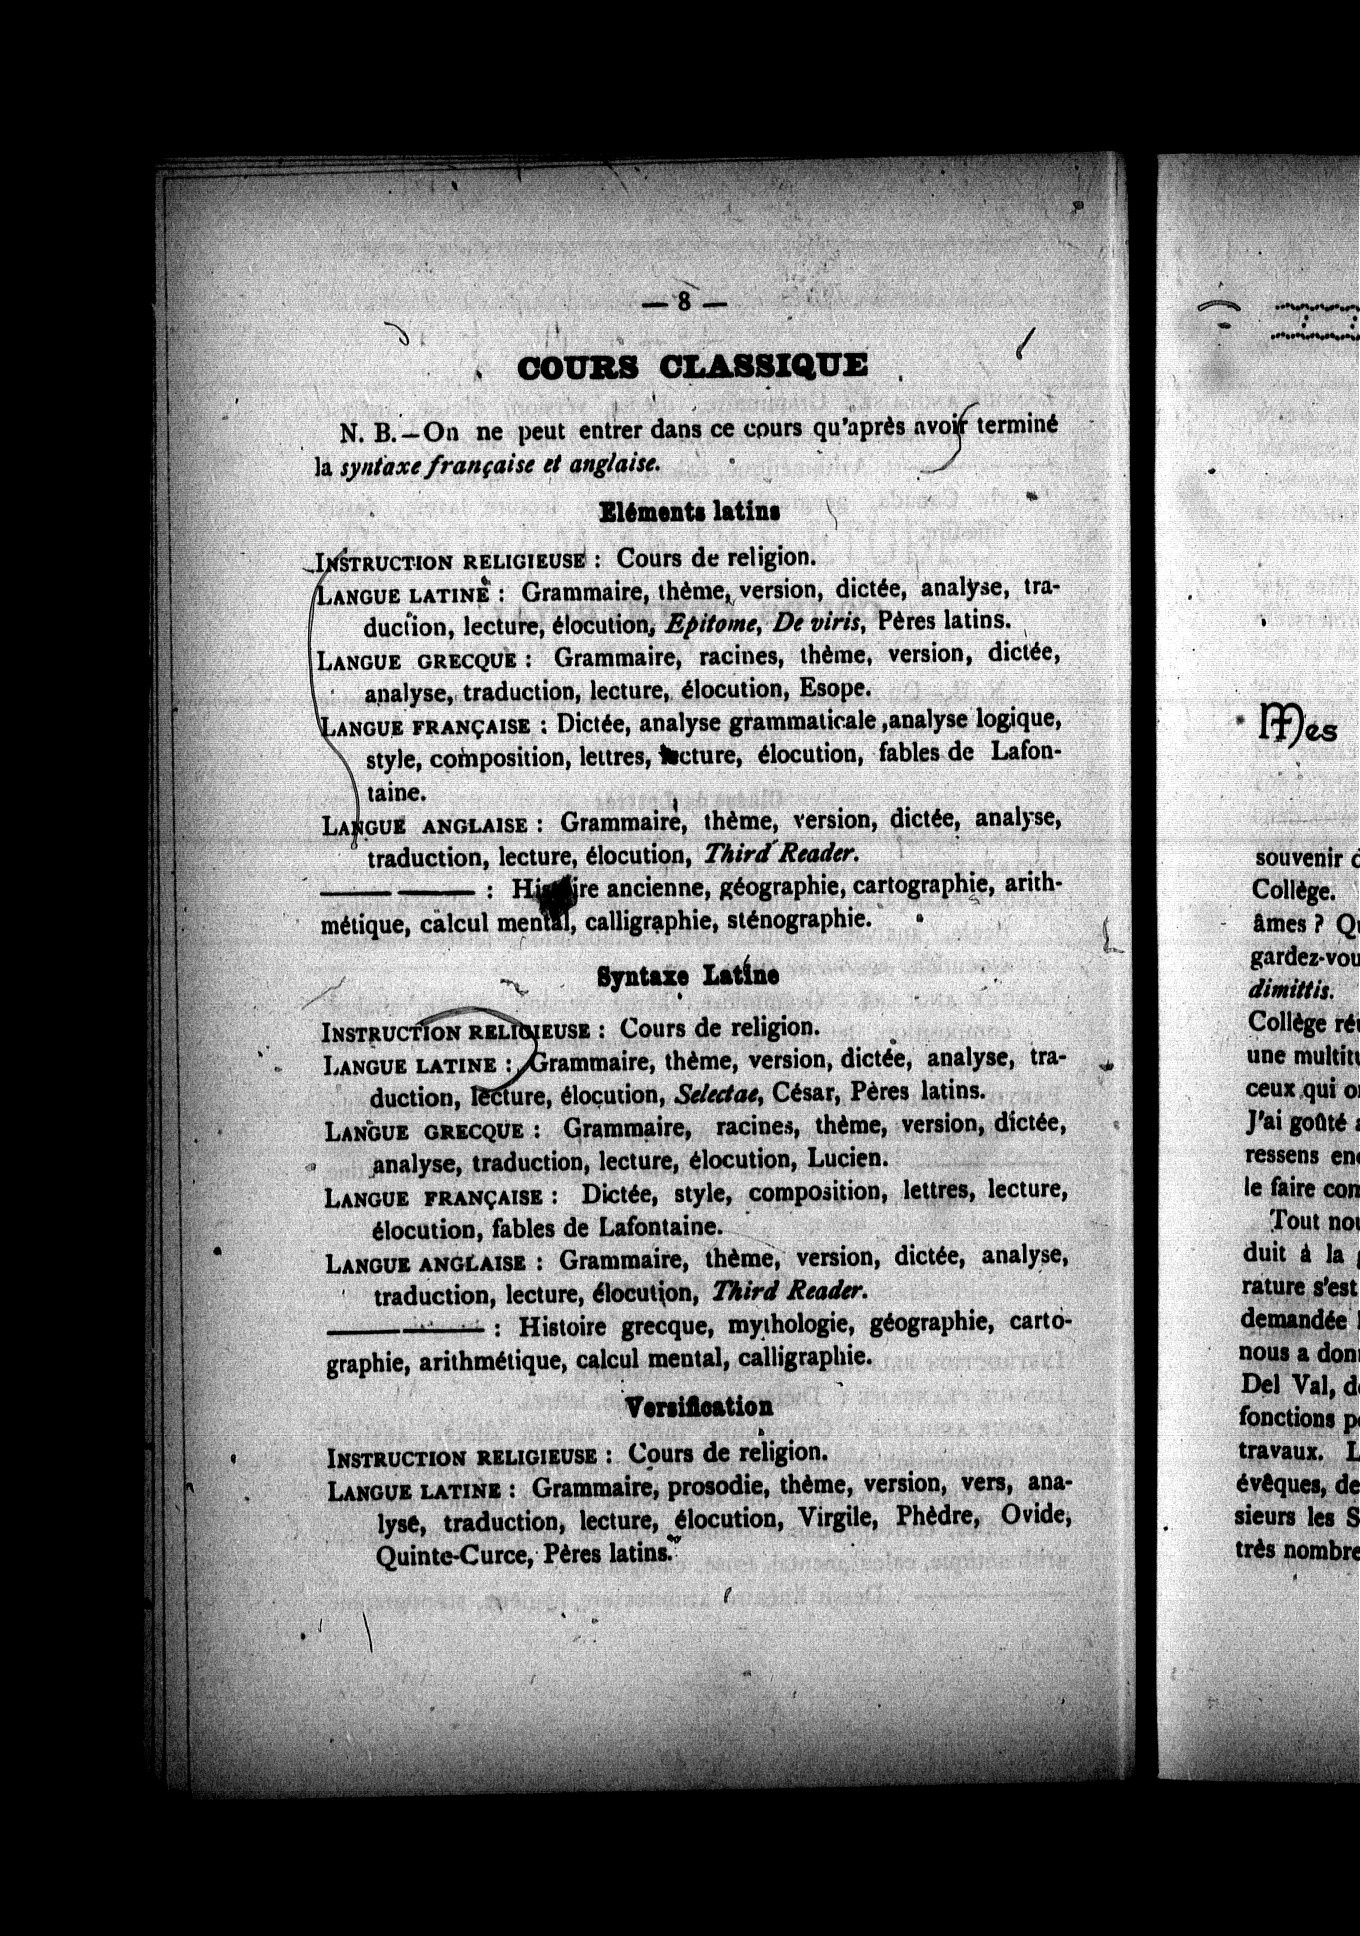 — 8 —
COURS CLASSIQUE
N. B.—On ne peut entrer dans ce cours qu'après avoir terminé
la syntaxe française et anglaise.
Eléments latins
INSTRUCTION RELIGIEUSE : Cours de religion.
LANGUE LATINE : Grammaire, thème, version, dictée, analyse, tra-
duction, lecture, élocution, Epitome, De viris, Pères latins.
LANGUE GRECQUE : Grammaire, racines, thème, version, dictée,
analyse, traduction, lecture, élocution, Esope.
LANGUE FRANÇAISE : Dictée, analyse grammaticale ,analyse logique,
style, composition, lettres, lecture, élocution, fables de Lafon-
taine.
LANGUE ANGLAISE : Grammaire, thème, version, dictée, analyse,
traduction, lecture, élocution, Third Reader.
—— —— : Histoire ancienne, géographie, cartographie, arith-
métique, calcul mental, calligraphie, sténographie.
Syntaxe Latine
INSTRUCTION RELIGIEUSE : Cours de religion.
LANGUE LATINE : Grammaire, thème, version, dictée, analyse, tra-
duction, lecture, élocution, Selectae, César, Pères latins.
LANGUE GRECQUE : Grammaire, racines, thème, version, dictée,
analyse, traduction, lecture, élocution, Lucien.
LANGUE FRANÇAISE : Dictée, style, composition, lettres, lecture,
élocution, fables de Lafontaine.
LANGUE ANGLAISE : Grammaire, thème, version, dictée, analyse,
traduction, lecture, élocution, Third Reader.
—— —— : Histoire grecque, mythologie, géographie, carto-
graphie, arithmétique, calcul mental, calligraphie.
Versification
INSTRUCTION RELIGIEUSE : Cours de religion.
LANGUE LATINE : Grammaire, prosodie, thème, version, vers, ana-
lyse, traduction, lecture, élocution, Virgile, Phèdre, Ovide,
Quinte-Curce, Pères latins.
Mes
souvenir
Collège.
âmes ?
gardez-vou
dimittis.
Collège
une
ceux qui
J'ai goûté
ressens
le faire
Tout
duit à la
rature s'est
demandée
nous a
Del Val,
fonctions
travaux.
évêques,
sieurs les
très